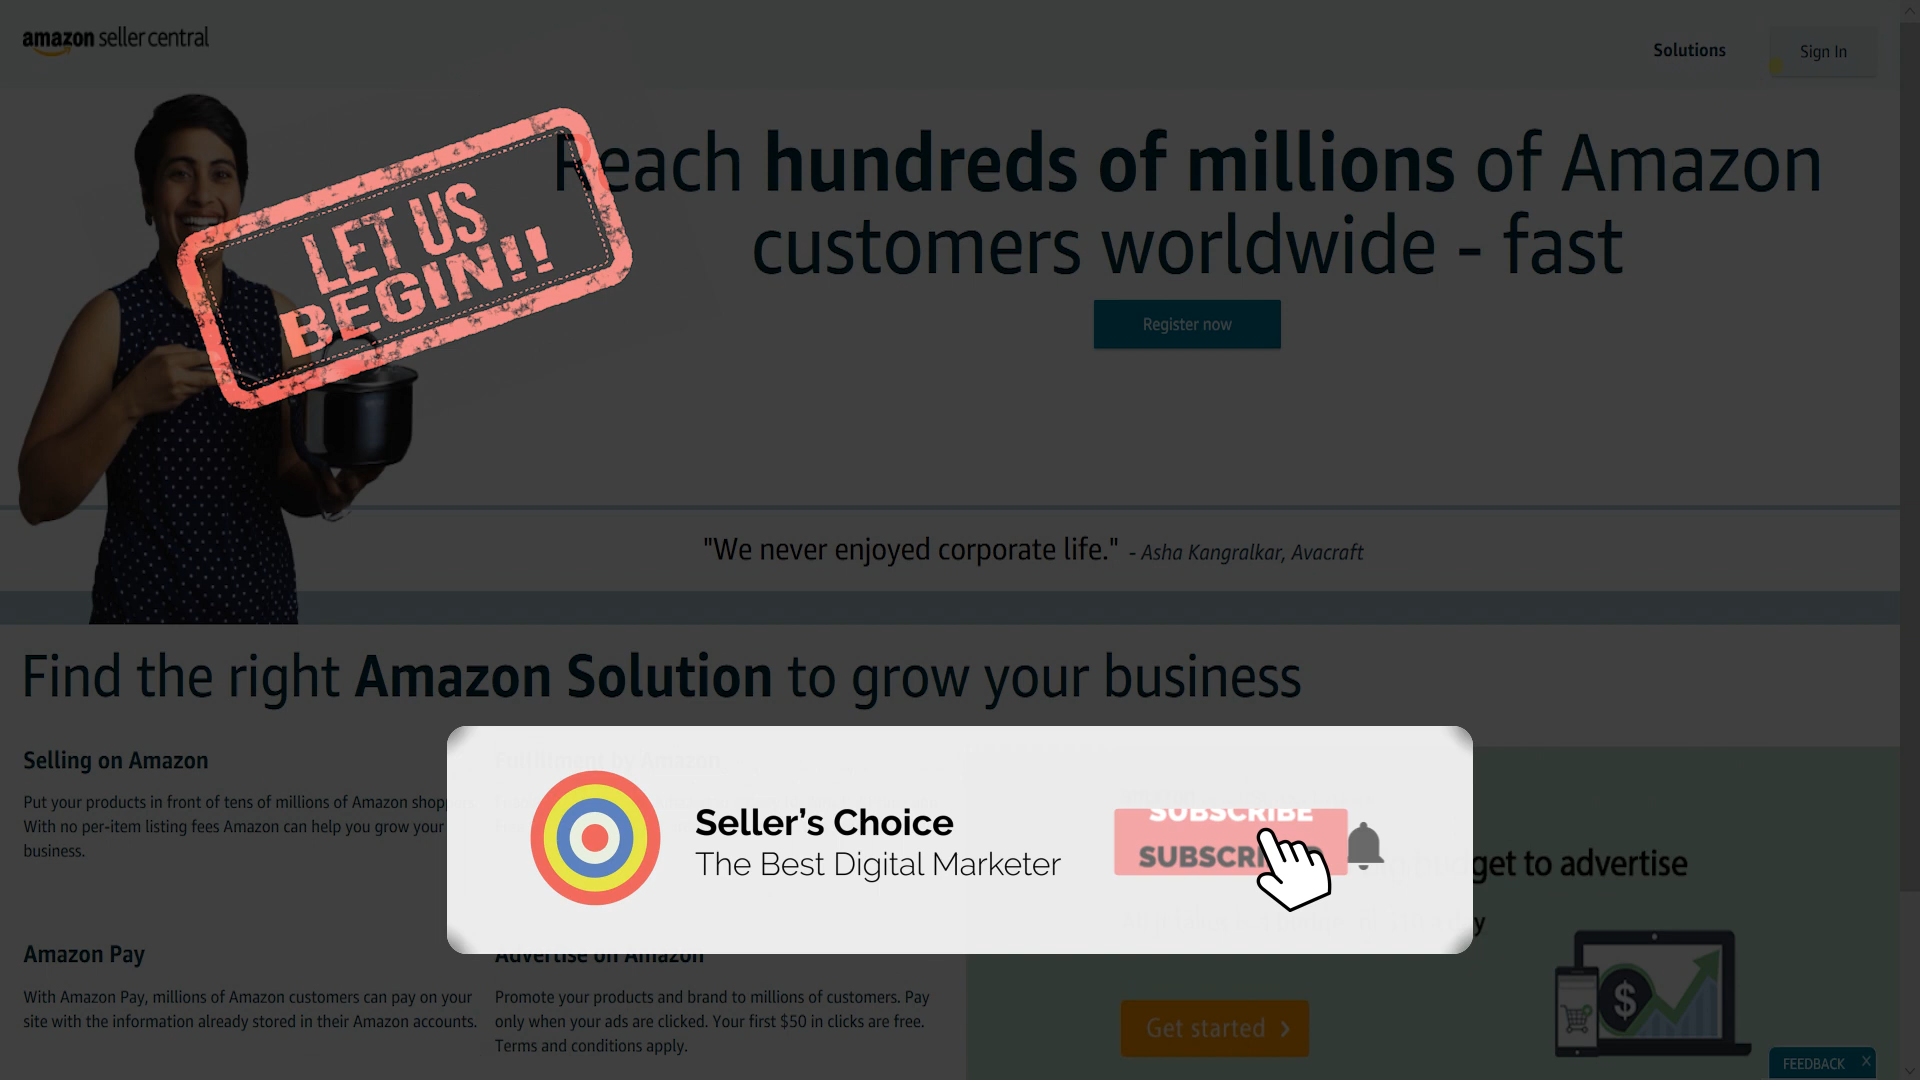 amazon seller central
Solutions
Sign In
LET US
BEGIN!!
Reach hundreds of millions of Amazon
customers worldwide - fast
Register now
"We never enjoyed corporate life." - Asha Kangralkar, Avacraft
Find the right Amazon Solution to grow your business
Selling on Amazon
Fulfillment by Amazon
Put your products in front of tens of millions of Amazon
With no per-item listing fees Amazon can help you grow your
business.
Seller's Choice
The Best Digital Marketer
SUBSCRIBE
to advertise
Amazon Pay
Advertise on Amazon
With Amazon Pay, millions of Amazon customers can pay on your
site with the information already stored in their Amazon accounts.
Promote your products and brand to millions of customers. Pay
only when your ads are clicked. Your first $50 in clicks are free.
Terms and conditions apply.
Get started
$
FEEDBACK X